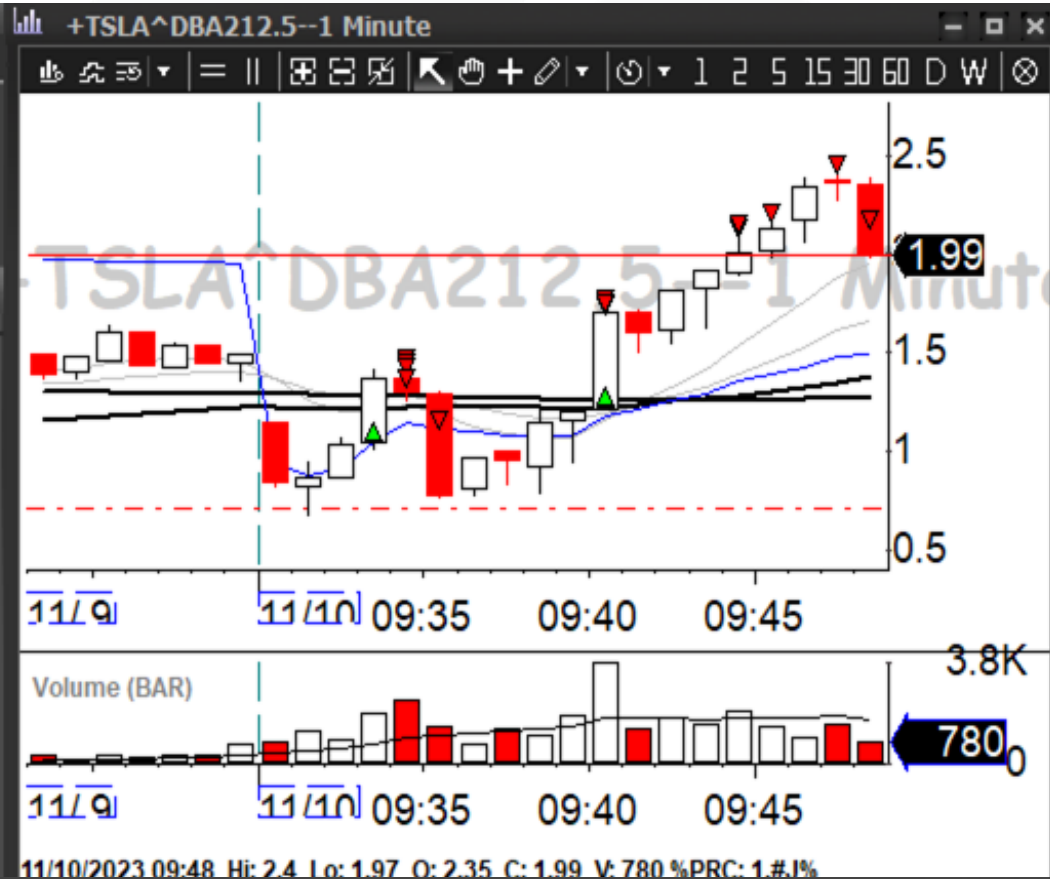 +TSLA^DBA212.5--1 Minute
1 2 5 15 30 60 D W
+TSLA^DBA212.5--1 Minute
2.5
1.99
1.5
1
0.5
11/9 11/10 09:35 09:40 09:45
Volume (BAR)
3.8K
780
0
11/9 11/10 09:35 09:40 09:45
11/10/2023 09:48 Hi: 2.4 Lo: 1.97 O: 2.35 C: 1.99 V: 780 %PRC: 1.#J%